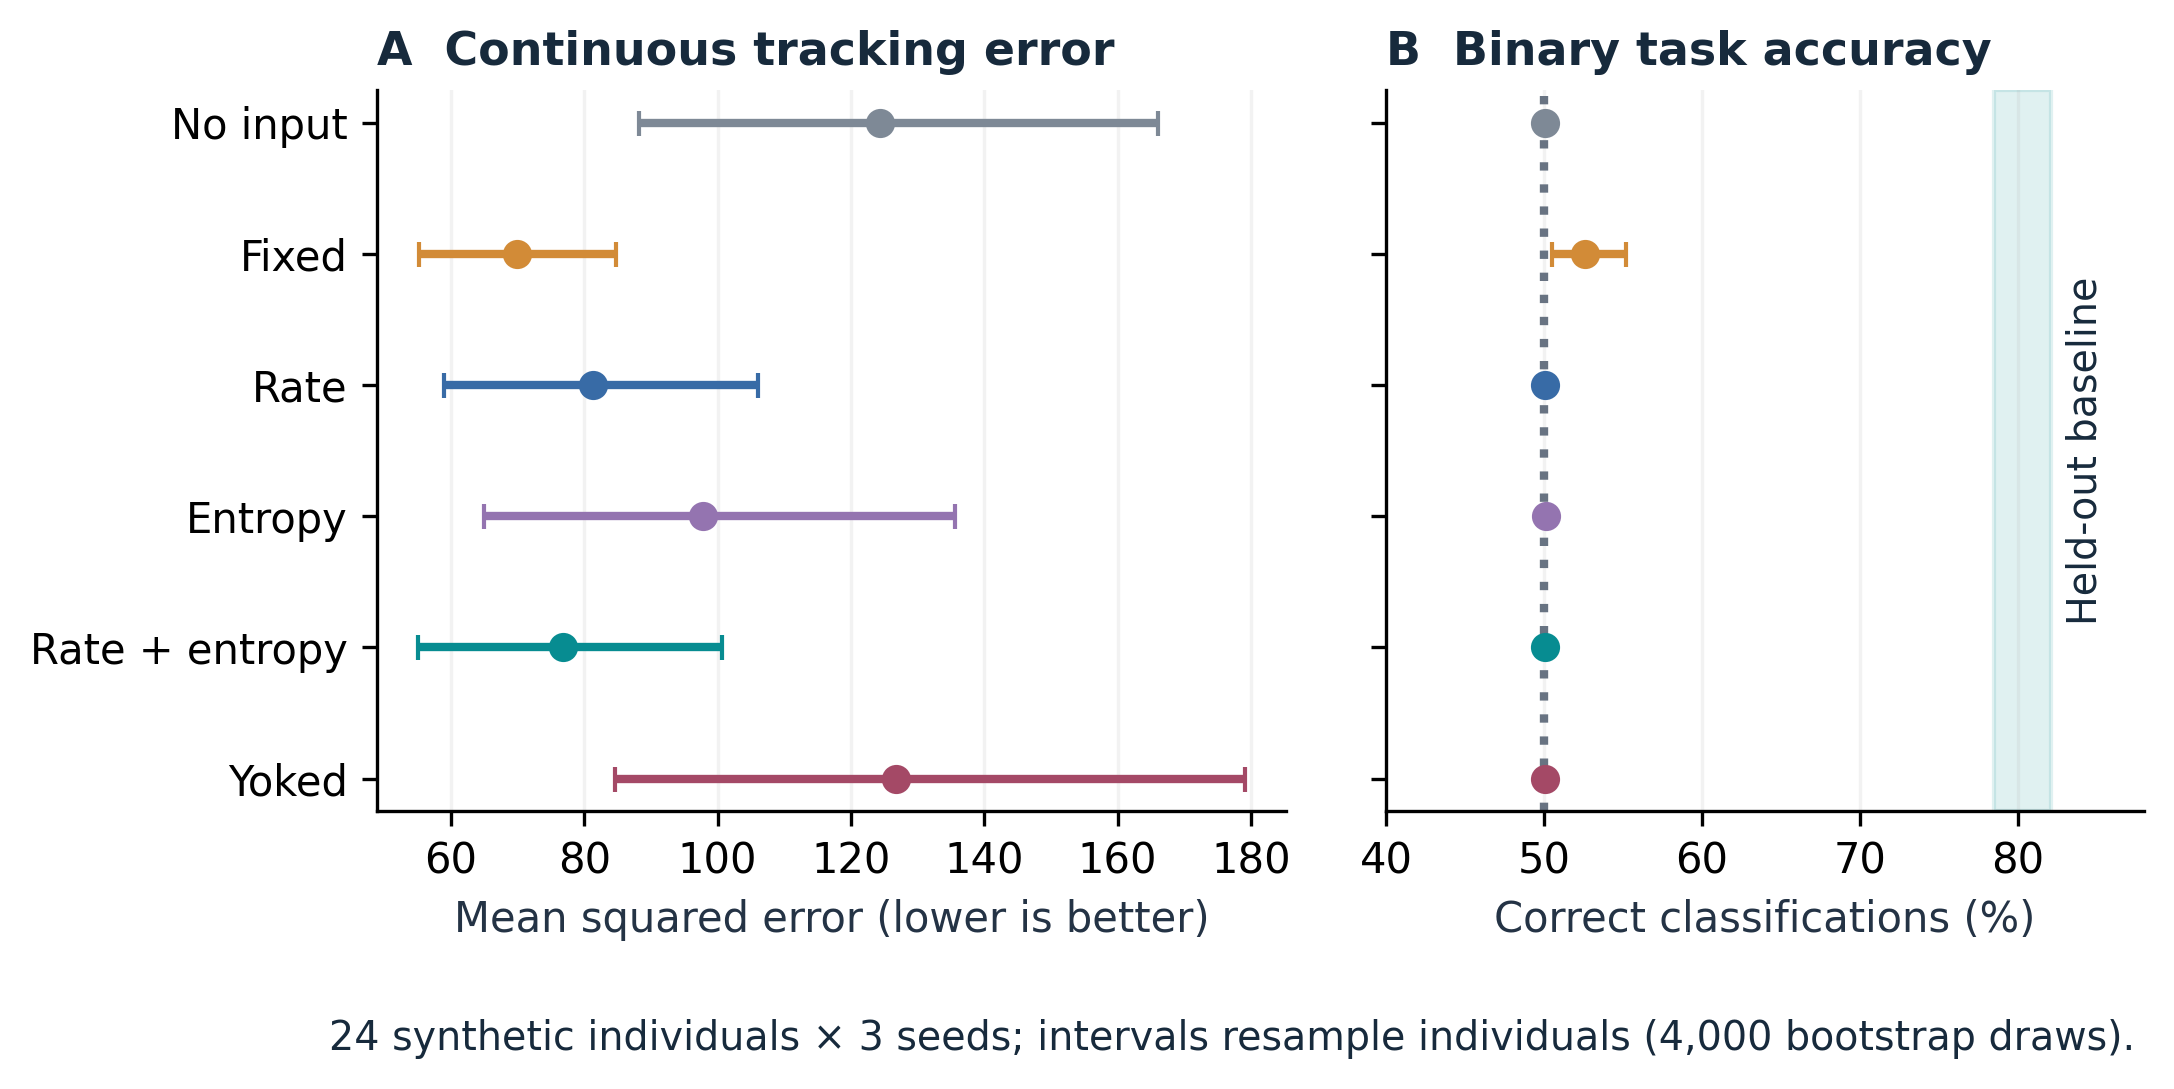 A  Continuous tracking error
B  Binary task accuracy
No input
Fixed
Rate
Entropy
Rate + entropy
Yoked
60 80 100 120 140 160 180
Mean squared error (lower is better)
40 50 60 70 80
Correct classifications (%)
Held-out baseline
24 synthetic individuals × 3 seeds; intervals resample individuals (4,000 bootstrap draws).